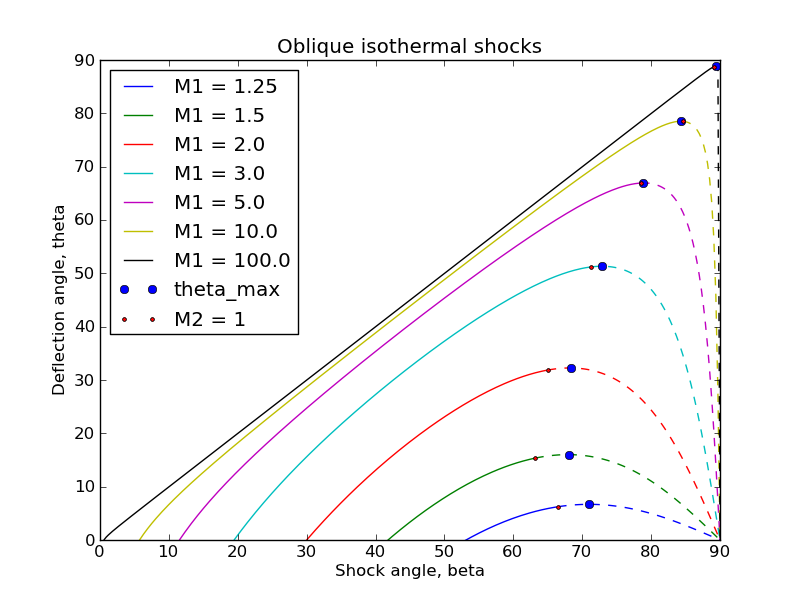 Oblique isothermal shocks
90
80
70
60
50
40
30
20
10
0
Deflection angle, theta
M1 = 1.25
M1 = 1.5
M1 = 2.0
M1 = 3.0
M1 = 5.0
M1 = 10.0
M1 = 100.0
theta_max
M2 = 1
0 10 20 30 40 50 60 70 80 90
Shock angle, beta